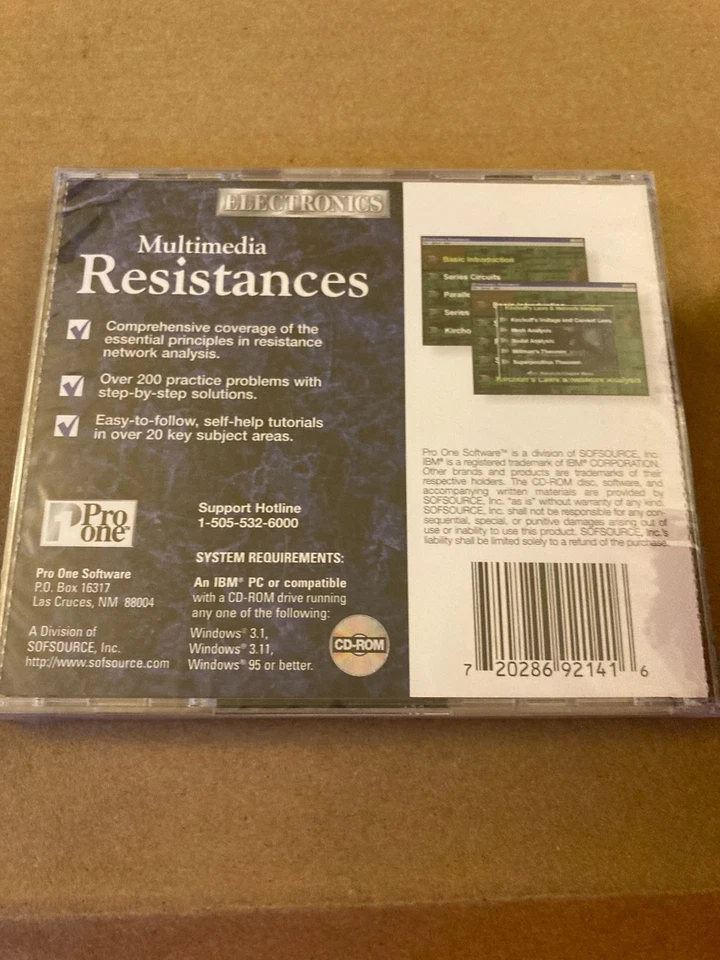 ELECTRONICS
Multimedia
Resistances
Comprehensive coverage of the
essential principles in resistance
network analysis.
Over 200 practice problems with
step-by-step solutions.
Easy-to-follow, self-help tutorials
in over 20 key subject areas.
Pro
one™
Pro One Software
P.O. Box 16317
Las Cruces, NM 88004
A Division of
SOFSOURCE, Inc.
http://www.sofsource.com
Support Hotline
1-505-532-6000
SYSTEM REQUIREMENTS:
An IBM® PC or compatible
with a CD-ROM drive running
any one of the following:
Windows® 3.1,
Windows® 3.11,
Windows® 95 or better.
CD-ROM
Basic Introduction
Series Circuits
Series
Kircho
Kirchoff's Laws & Network Analysis
Kirchoff's Voltage and Current Laws
Mesh Analysis
Nodal Analysis
Millman's Theorem
Superposition Theorem
Kirchoff's Laws & Network Analysis
Pro One Software™ is a division of SOFSOURCE, Inc.
IBM® is a registered trademark of IBM® CORPORATION.
Other brands and products are trademarks of their
respective holders. The CD-ROM disc, software, and
accompanying written materials are provided by
SOFSOURCE, Inc. "as is" without warranty of any kind.
SOFSOURCE, Inc. shall not be responsible for any con-
sequential, special, or punitive damages arising out of
use or inability to use this product. SOFSOURCE, Inc.'s
liability shall be limited solely to a refund of the purchase.
7 20286 92141 6